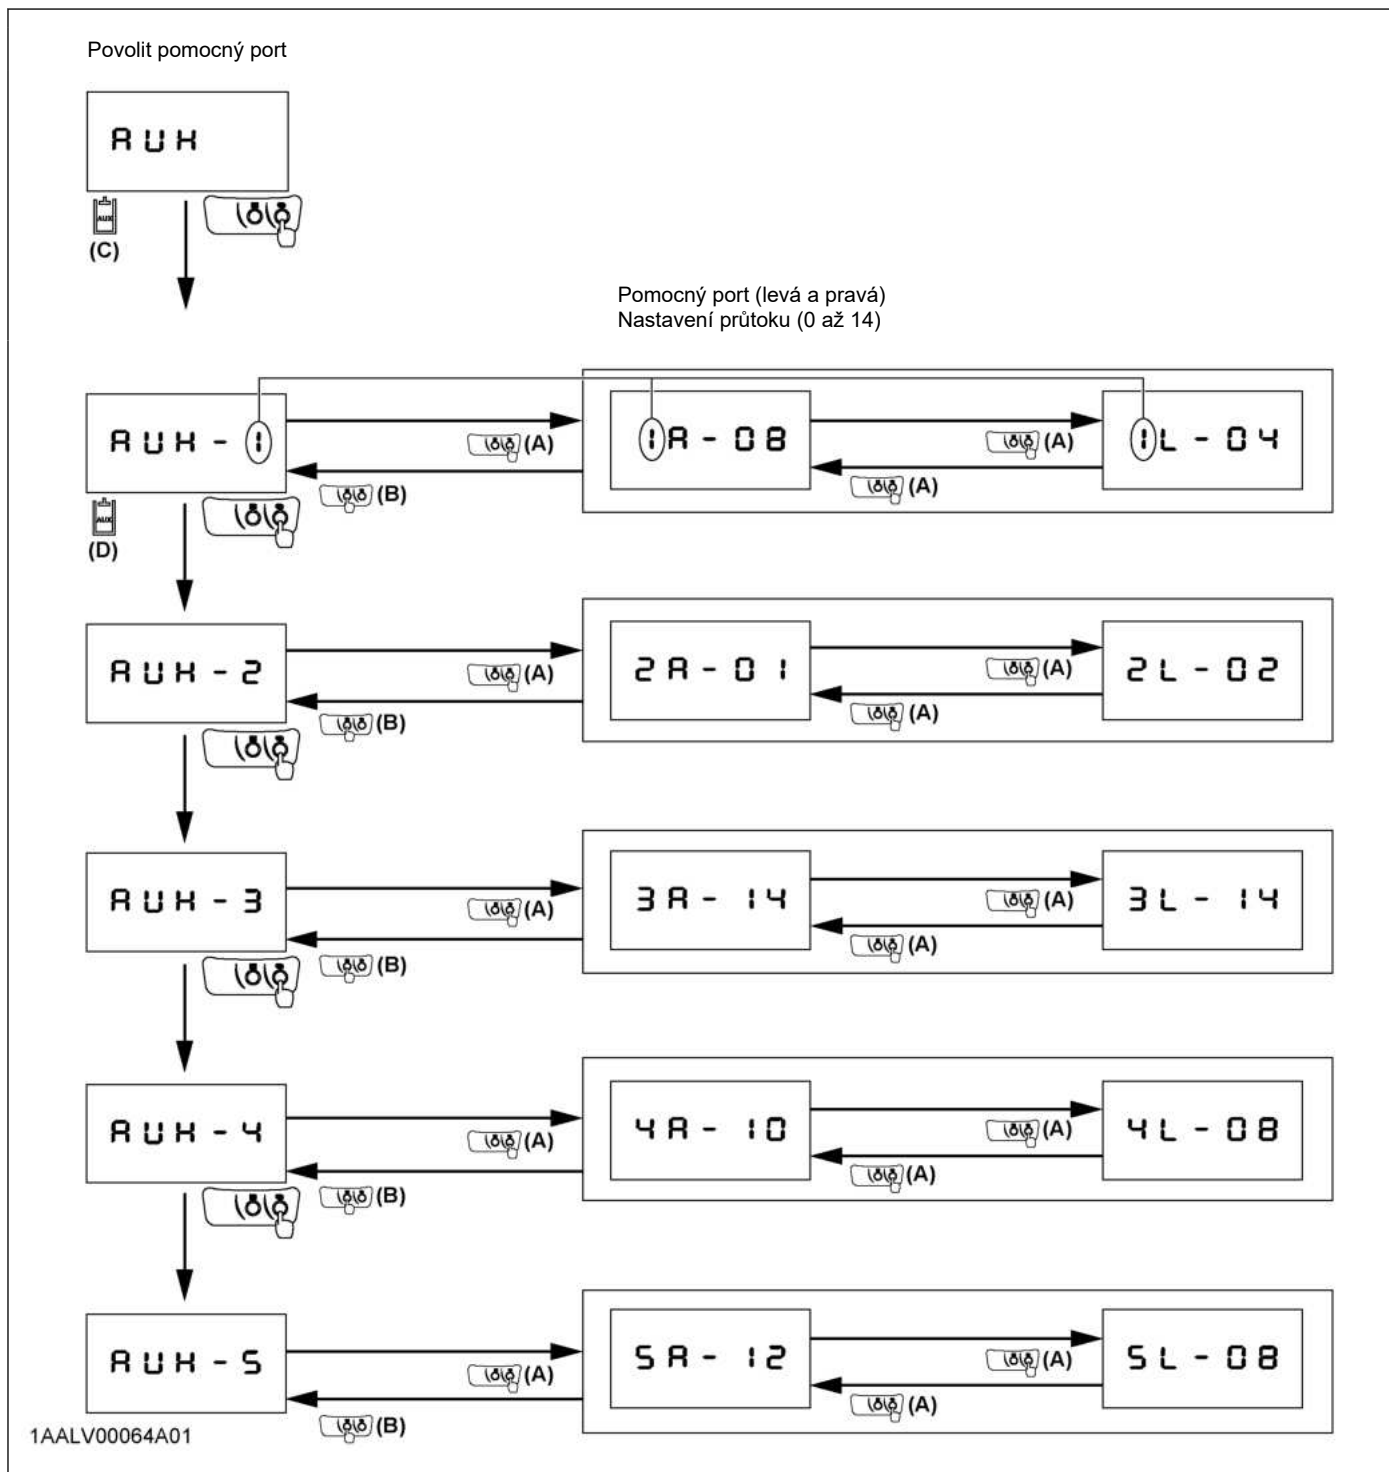 Povolit pomocný port
AUX
AUX
(C)
Pomocný port (levá a pravá)
Nastavení průtoku (0 až 14)
AUX-1
(A)
(B)
1A-08
(A)
(A)
1L-04
AUX
(D)
AUX-2
(A)
(B)
2A-01
(A)
(A)
2L-02
AUX-3
(A)
(B)
3A-14
(A)
(A)
3L-14
AUX-4
(A)
(B)
4A-10
(A)
(A)
4L-08
AUX-5
(A)
(B)
5A-12
(A)
(A)
5L-08
1AALV00064A01